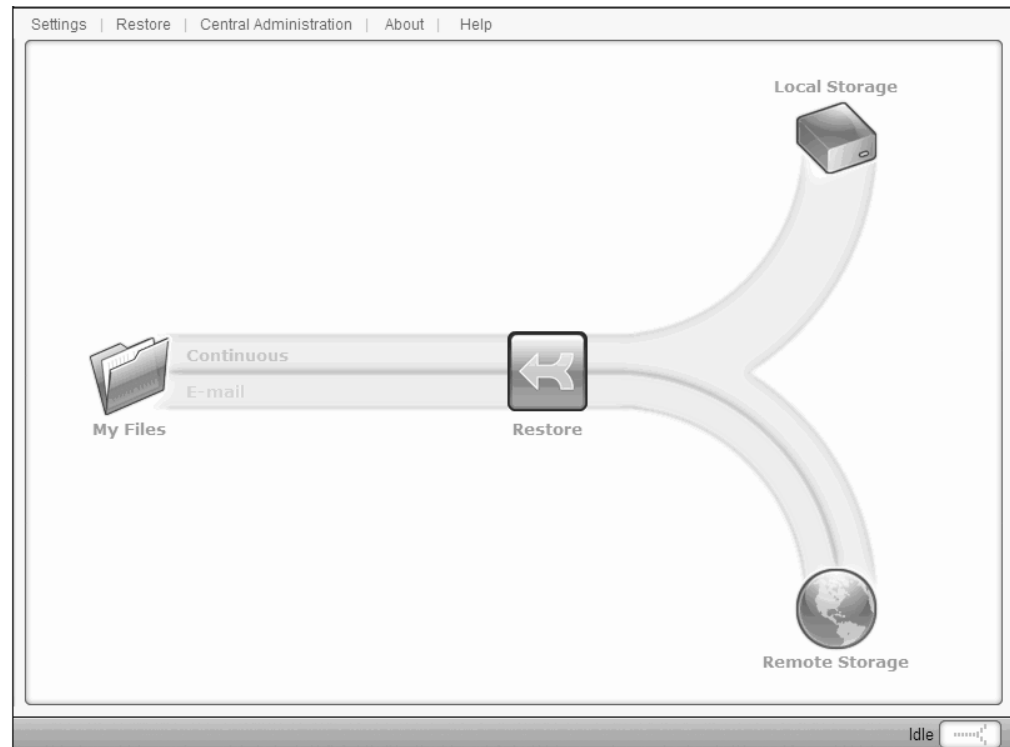 Settings | Restore | Central Administration | About | Help
Local Storage
Continuous
E-mail
My Files
Restore
Remote Storage
Idle